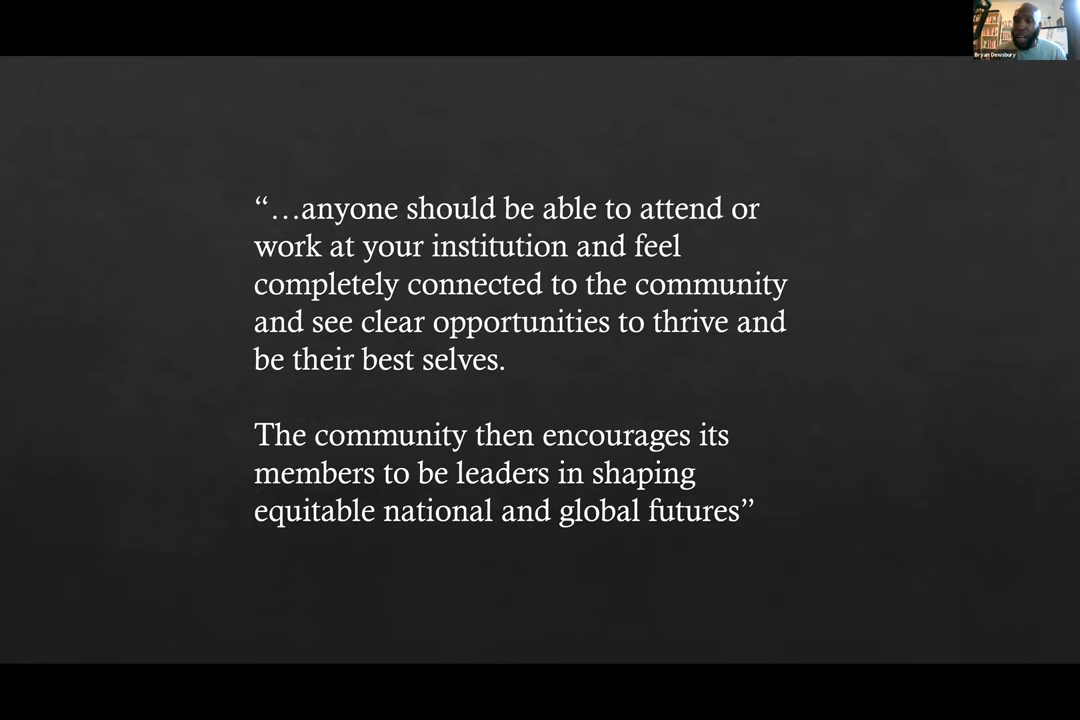 Bryan Dewsbury
“…anyone should be able to attend or
work at your institution and feel
completely connected to the community
and see clear opportunities to thrive and
be their best selves.
The community then encourages its
members to be leaders in shaping
equitable national and global futures”